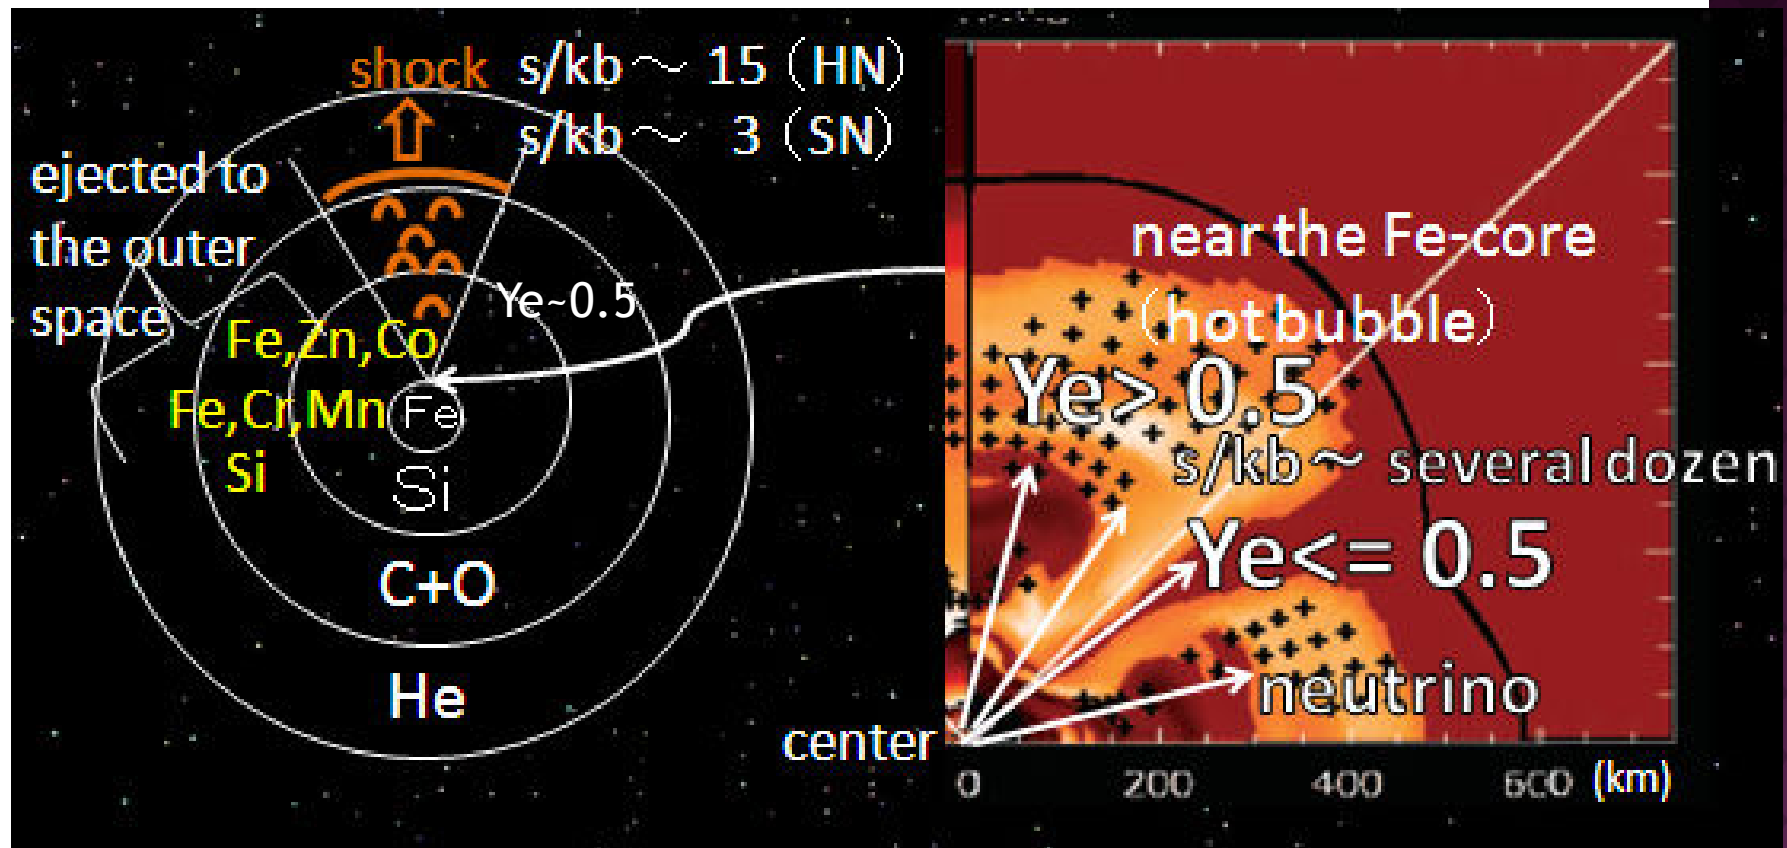 shock
s/kb～ 15 (HN)
s/kb～ 3 (SN)
ejected to
the outer
space
Ye~0.5
Fe,Zn,Co
Fe,Cr,Mn
Si
Fe
Si
C+O
He
near the Fe-core
(hot bubble)
Ye> 0.5
s/kb～ several dozen
Ye<= 0.5
neutrino
center
0 200 400 600 (km)